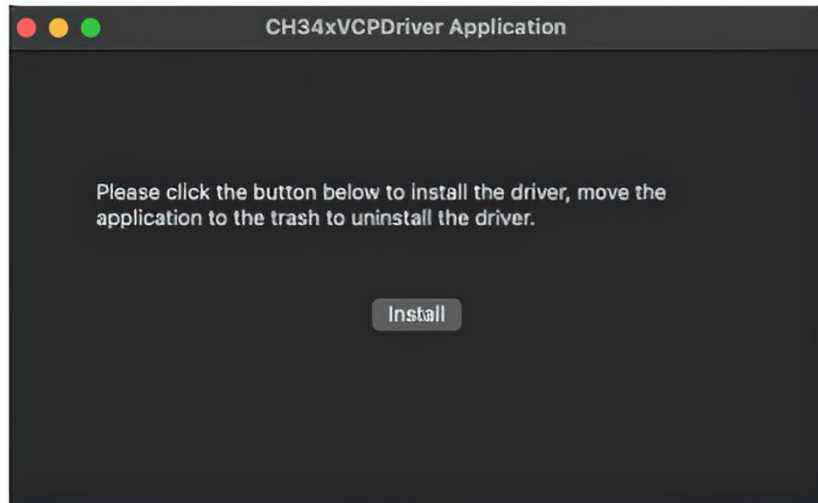 CH34xVCPDriver Application
Please click the button below to install the driver, move the
application to the trash to uninstall the driver.
Install